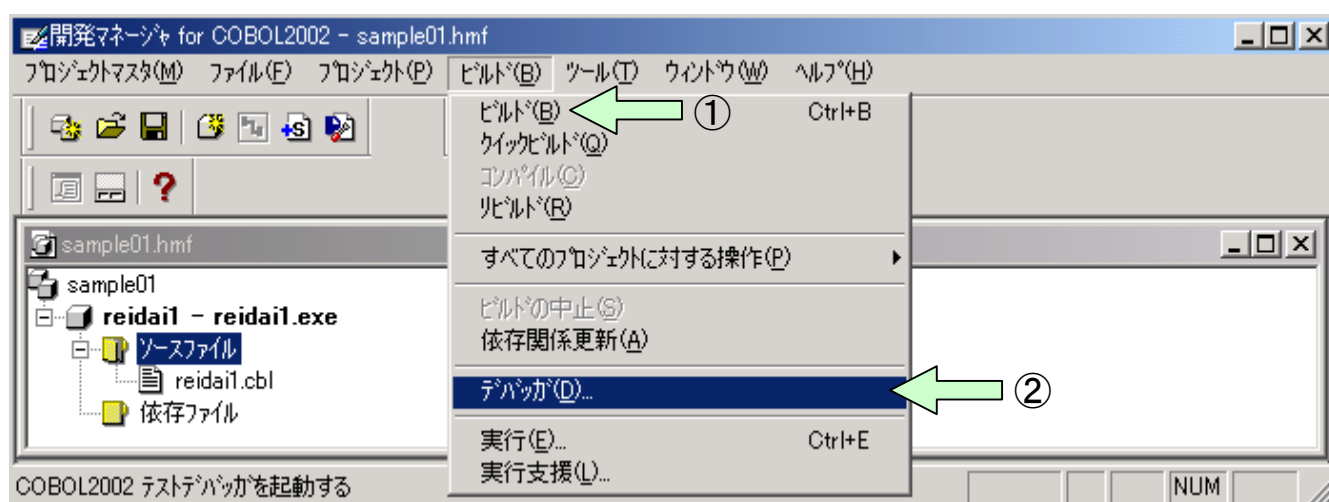 開発ﾏﾈｰｼﾞｬ for COBOL2002 - sample01.hmf
ﾌﾟﾛｼﾞｪｸﾄﾏｽﾀ(M) ﾌｧｲﾙ(F) ﾌﾟﾛｼﾞｪｸﾄ(P) ﾋﾞﾙﾄﾞ(B) ﾂｰﾙ(T) ｳｨﾝﾄﾞｳ(W) ﾍﾙﾌﾟ(H)
ﾋﾞﾙﾄﾞ(B) Ctrl+B ①
ｸｲｯｸﾋﾞﾙﾄﾞ(Q)
ｺﾝﾊﾟｲﾙ(C)
ﾘﾋﾞﾙﾄﾞ(R)
すべてのﾌﾟﾛｼﾞｪｸﾄに対する操作(P)
ﾋﾞﾙﾄﾞの中止(S)
依存関係更新(A)
ﾃﾞﾊﾞｯｶﾞ(D)... ②
実行(E)... Ctrl+E
実行支援(L)...
sample01.hmf
sample01
reidai1 - reidai1.exe
ｿｰｽﾌｧｲﾙ
reidai1.cbl
依存ﾌｧｲﾙ
COBOL2002 ﾃｽﾄﾃﾞﾊﾞｯｶﾞを起動する
NUM